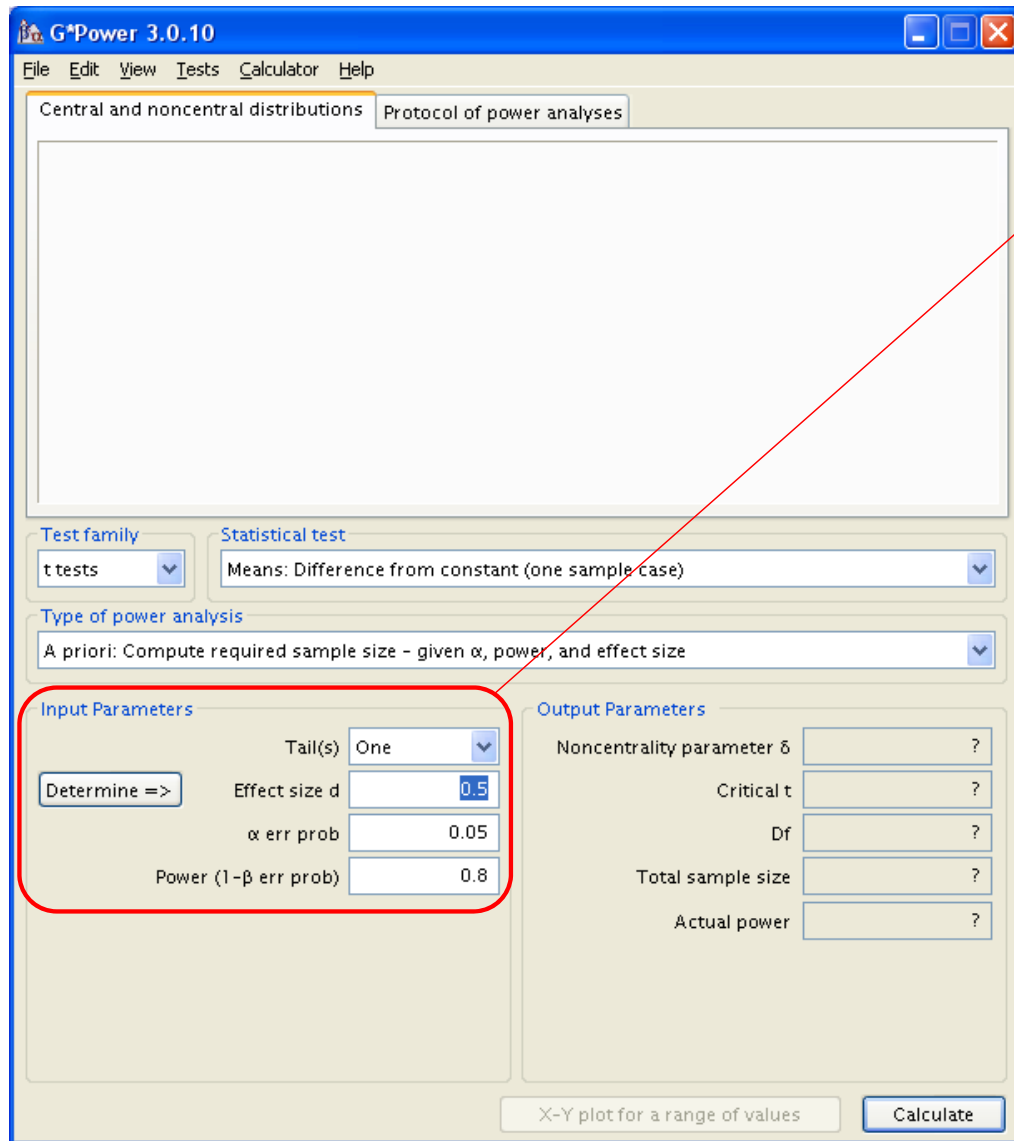 G*Power 3.0.10
File Edit View Tests Calculator Help
Central and noncentral distributions Protocol of power analyses
Test family Statistical test
t tests Means: Difference from constant (one sample case)
Type of power analysis
A priori: Compute required sample size - given α, power, and effect size
Input Parameters
Tail(s) One
Determine => Effect size d 0.5
α err prob 0.05
Power (1-β err prob) 0.8
Output Parameters
Noncentrality parameter δ ?
Critical t ?
Df ?
Total sample size ?
Actual power ?
X-Y plot for a range of values Calculate